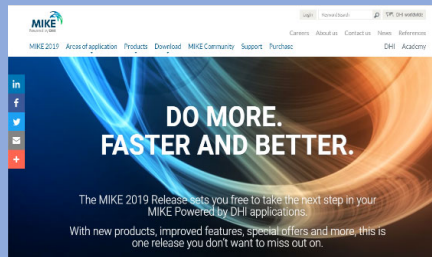 MIKE
Powered by DHI
Login
DHI worldwide
Careers About us Contact us News References
MIKE 2019 Areas of application Products Download MIKE Community Support Purchase DHI Academy
in
f
DO MORE.
FASTER AND BETTER.
The MIKE 2019 Release sets you free to take the next step in your
MIKE Powered by DHI applications.
With new products, improved features, special offers and more, this is
one release you don't want to miss out on.